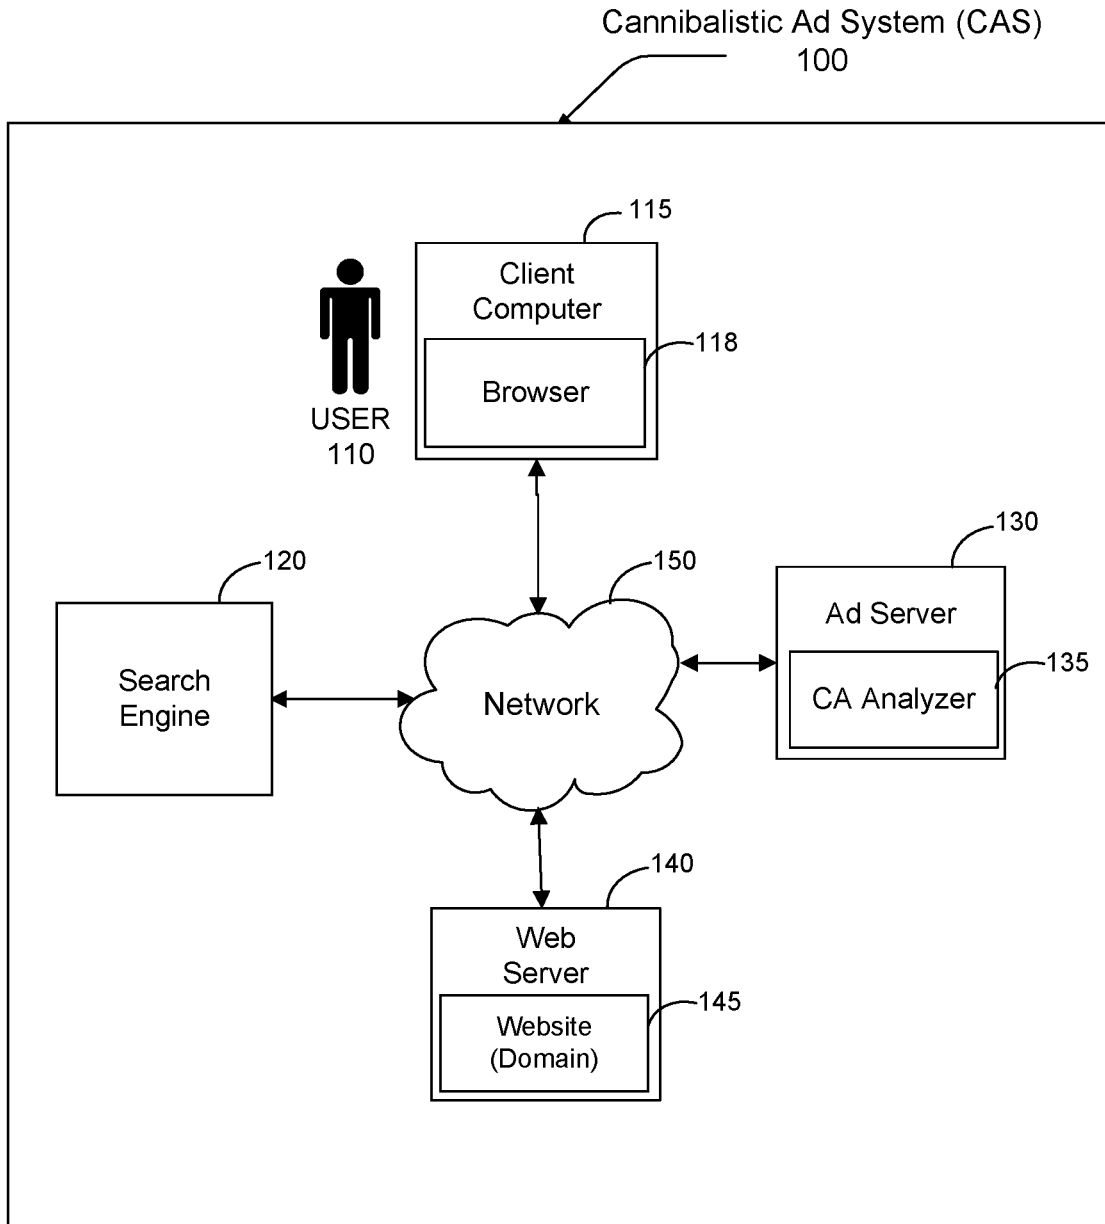 Cannibalistic Ad System (CAS)
100
115
Client
Computer
118
Browser
USER
110
130
120
150
Ad Server
135
Search
Engine
Network
CA Analyzer
140
Web
Server
145
Website
(Domain)